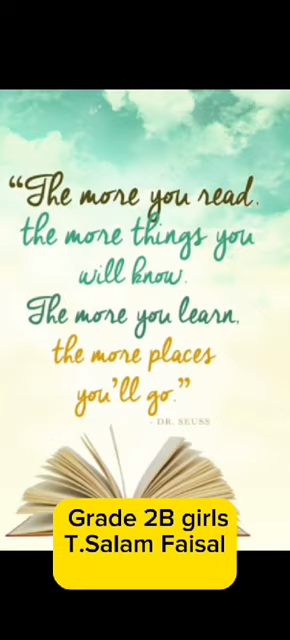 “The more you read,
the more things you
will know.
The more you learn,
the more places
you’ll go.”
- DR. SEUSS
Grade 2B girls
T.Salam Faisal